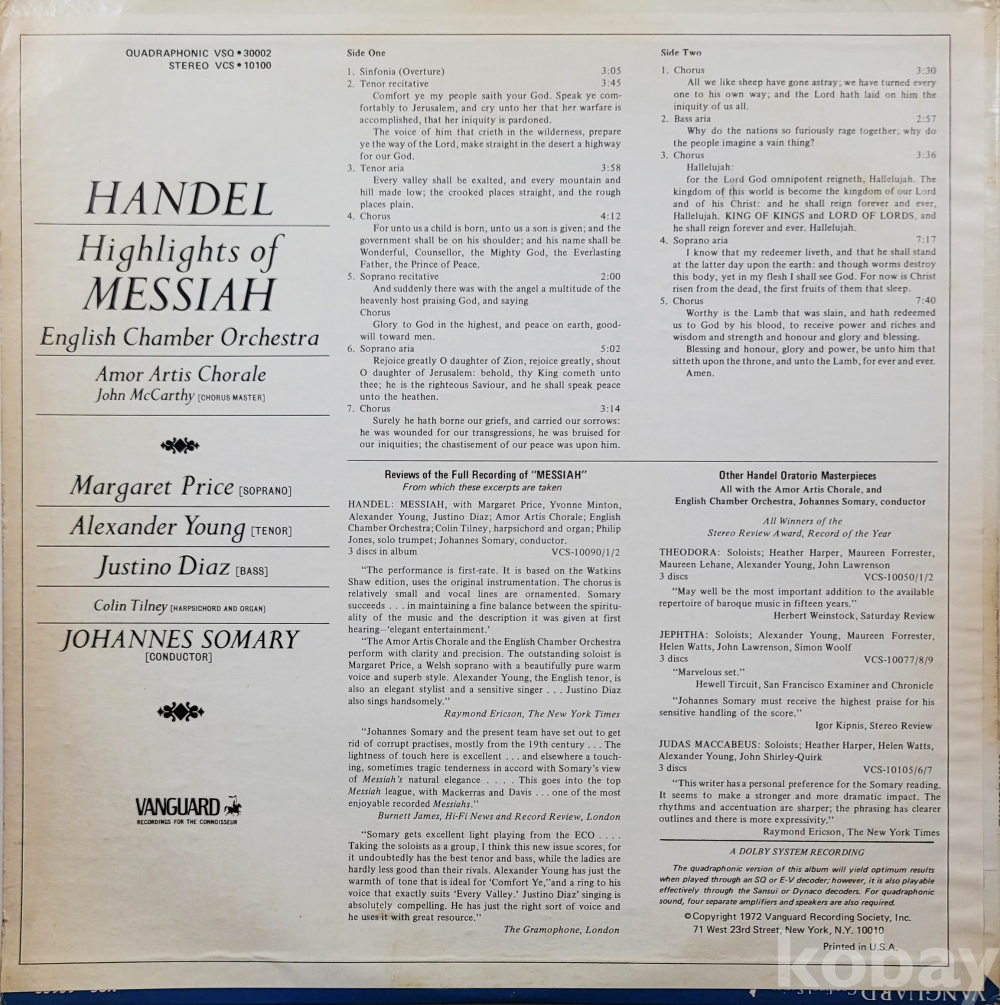 QUADRAPHONIC VSQ • 30002
STEREO VCS • 10100
HANDEL
Highlights of
MESSIAH
English Chamber Orchestra
Amor Artis Chorale
John McCarthy [CHORUS MASTER]
Margaret Price [SOPRANO]
Alexander Young [TENOR]
Justino Diaz [BASS]
Colin Tilney [HARPSICHORD AND ORGAN]
JOHANNES SOMARY
[CONDUCTOR]
VANGUARD
RECORDINGS FOR THE CONNOISSEUR
Side One
1. Sinfonia (Overture) 3:05
2. Tenor recitative 3:45
Comfort ye my people saith your God. Speak ye com-
fortably to Jerusalem, and cry unto her that her warfare is
accomplished, that her iniquity is pardoned.
The voice of him that crieth in the wilderness, prepare
ye the way of the Lord, make straight in the desert a highway
for our God.
3. Tenor aria 3:58
Every valley shall be exalted, and every mountain and
hill made low; the crooked places straight, and the rough
places plain.
4. Chorus 4:12
For unto us a child is born, unto us a son is given; and the
government shall be on his shoulder; and his name shall be
Wonderful, Counsellor, the Mighty God, the Everlasting
Father, the Prince of Peace.
5. Soprano recitative 2:00
And suddenly there was with the angel a multitude of the
heavenly host praising God, and saying
Chorus
Glory to God in the highest, and peace on earth, good-
will toward men.
6. Soprano aria 5:02
Rejoice greatly O daughter of Zion, rejoice greatly, shout
O daughter of Jerusalem: behold, thy King cometh unto
thee; he is the righteous Saviour, and he shall speak peace
unto the heathen.
7. Chorus 3:14
Surely he hath borne our griefs, and carried our sorrows:
he was wounded for our transgressions, he was bruised for
our iniquities; the chastisement of our peace was upon him.
Side Two
1. Chorus 3:30
All we like sheep have gone astray; we have turned every
one to his own way; and the Lord hath laid on him the
iniquity of us all.
2. Bass aria 2:57
Why do the nations so furiously rage together; why do
the people imagine a vain thing?
3. Chorus 3:36
Hallelujah:
for the Lord God omnipotent reigneth, Hallelujah. The
kingdom of this world is become the kingdom of our Lord
and of his Christ: and he shall reign forever and ever,
Hallelujah. KING OF KINGS and LORD OF LORDS, and
he shall reign forever and ever. Hallelujah.
4. Soprano aria 7:17
I know that my redeemer liveth, and that he shall stand
at the latter day upon the earth: and though worms destroy
this body, yet in my flesh I shall see God. For now is Christ
risen from the dead, the first fruits of them that sleep.
5. Chorus 7:40
Worthy is the Lamb that was slain, and hath redeemed
us to God by his blood, to receive power and riches and
wisdom and strength and honour and glory and blessing.
Blessing and honour, glory and power, be unto him that
sitteth upon the throne, and unto the Lamb, for ever and ever.
Amen.
Reviews of the Full Recording of "MESSIAH"
From which these excerpts are taken
HANDEL: MESSIAH, with Margaret Price, Yvonne Minton,
Alexander Young, Justino Diaz; Amor Artis Chorale; English
Chamber Orchestra; Colin Tilney, harpsichord and organ; Philip
Jones, solo trumpet; Johannes Somary, conductor.
3 discs in album VCS-10090/1/2
"The performance is first-rate. It is based on the Watkins
Shaw edition, uses the original instrumentation. The chorus is
relatively small and vocal lines are ornamented. Somary
succeeds . . . in maintaining a fine balance between the spiritu-
ality of the music and the description it was given at first
hearing—'elegant entertainment.'
"The Amor Artis Chorale and the English Chamber Orchestra
perform with clarity and precision. The outstanding soloist is
Margaret Price, a Welsh soprano with a beautifully pure warm
voice and superb style. Alexander Young, the English tenor, is
also an elegant stylist and a sensitive singer . . . Justino Diaz
also sings handsomely."
Raymond Ericson, The New York Times
"Johannes Somary and the present team have set out to get
rid of corrupt practises, mostly from the 19th century . . . The
lightness of touch here is excellent . . . and elsewhere a touch-
ing, sometimes tragic tenderness in accord with Somary's view
of Messiah's natural elegance . . . . This goes into the top
Messiah league, with Mackerras and Davis . . . one of the most
enjoyable recorded Messiahs."
Burnett James, Hi-Fi News and Record Review, London
"Somary gets excellent light playing from the ECO . . . .
Taking the soloists as a group, I think this new issue scores, for
it undoubtedly has the best tenor and bass, while the ladies are
hardly less good than their rivals. Alexander Young has just the
warmth of tone that is ideal for 'Comfort Ye,"and a ring to his
voice that exactly suits 'Every Valley.' Justino Diaz' singing is
absolutely compelling. He has just the right sort of voice and
he uses it with great resource."
The Gramophone, London
Other Handel Oratorio Masterpieces
All with the Amor Artis Chorale, and
English Chamber Orchestra, Johannes Somary, conductor
All Winners of the
Stereo Review Award, Record of the Year
THEODORA: Soloists; Heather Harper, Maureen Forrester,
Maureen Lehane, Alexander Young, John Lawrenson
3 discs VCS-10050/1/2
"May well be the most important addition to the available
repertoire of baroque music in fifteen years."
Herbert Weinstock, Saturday Review
JEPHTHA: Soloists; Alexander Young, Maureen Forrester,
Helen Watts, John Lawrenson, Simon Woolf
3 discs VCS-10077/8/9
"Marvelous set."
Hewell Tircuit, San Francisco Examiner and Chronicle
"Johannes Somary must receive the highest praise for his
sensitive handling of the score."
Igor Kipnis, Stereo Review
JUDAS MACCABEUS: Soloists; Heather Harper, Helen Watts,
Alexander Young, John Shirley-Quirk
3 discs VCS-10105/6/7
"This writer has a personal preference for the Somary reading.
It seems to make a stronger and more dramatic impact. The
rhythms and accentuation are sharper; the phrasing has clearer
outlines and there is more expressivity."
Raymond Ericson, The New York Times
A DOLBY SYSTEM RECORDING
The quadraphonic version of this album will yield optimum results
when played through an SQ or E-V decoder; however, it is also playable
effectively through the Sansui or Dynaco decoders. For quadraphonic
sound, four separate amplifiers and speakers are also required.
©Copyright 1972 Vanguard Recording Society, Inc.
71 West 23rd Street, New York, N.Y. 10010
Printed in U.S.A.
kobay
VANGUARD